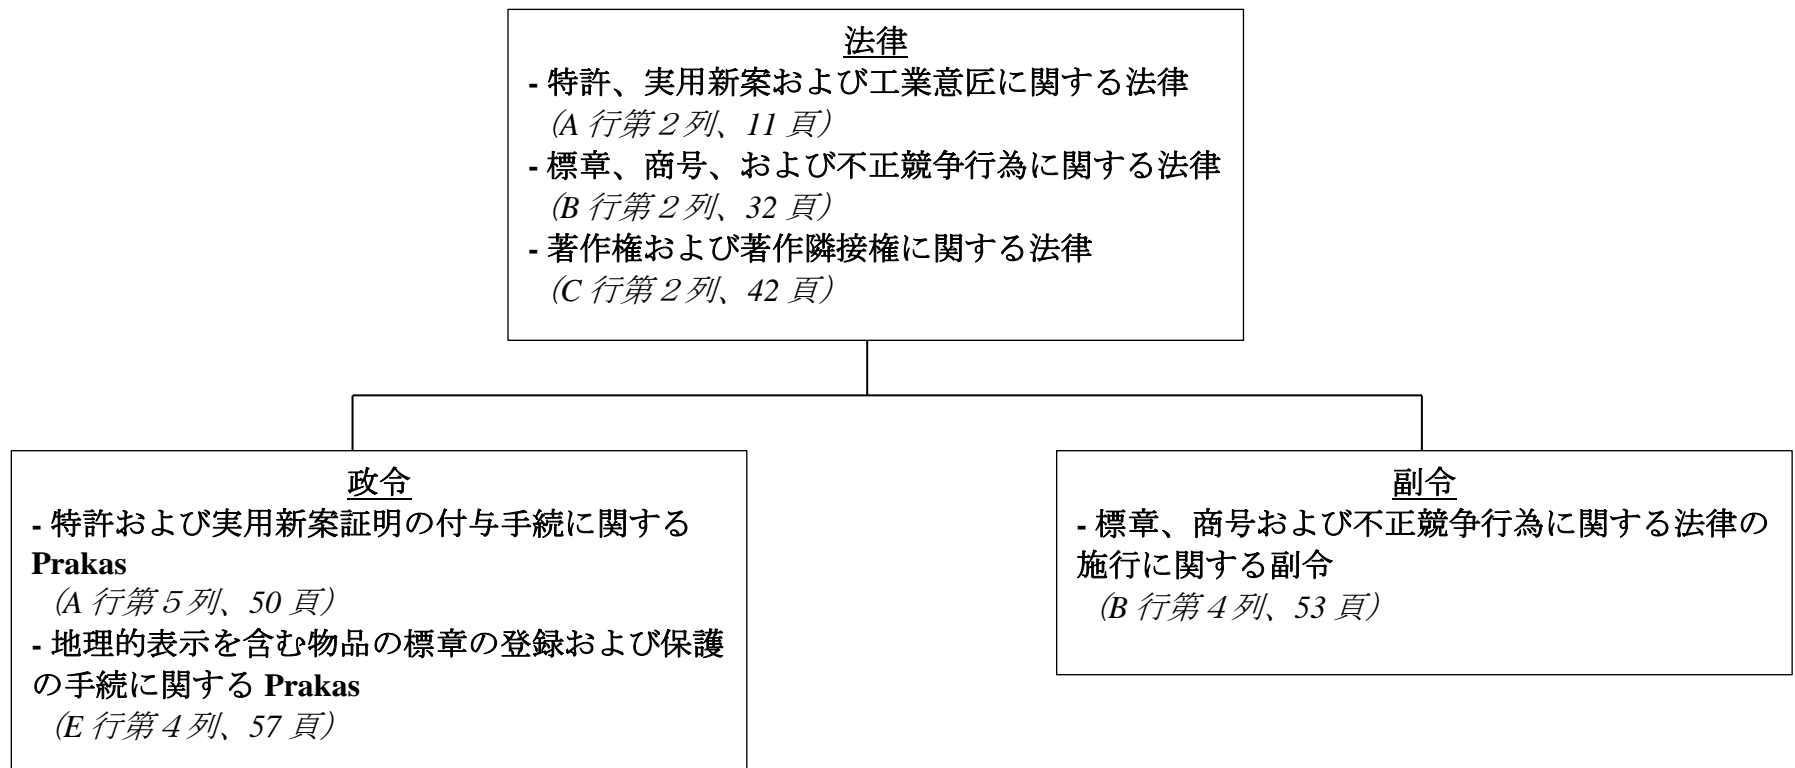 法律
- 特許、実用新案および工業意匠に関する法律
（A 行第２列、11 頁）
- 標章、商号、および不正競争行為に関する法律
（B 行第２列、32 頁）
- 著作権および著作隣接権に関する法律
（C 行第２列、42 頁）
政令
- 特許および実用新案証明の付与手続に関する
Prakas
（A 行第５列、50 頁）
- 地理的表示を含む物品の標章の登録および保護
の手続に関する Prakas
（E 行第４列、57 頁）
副令
- 標章、商号および不正競争行為に関する法律の
施行に関する副令
（B 行第４列、53 頁）